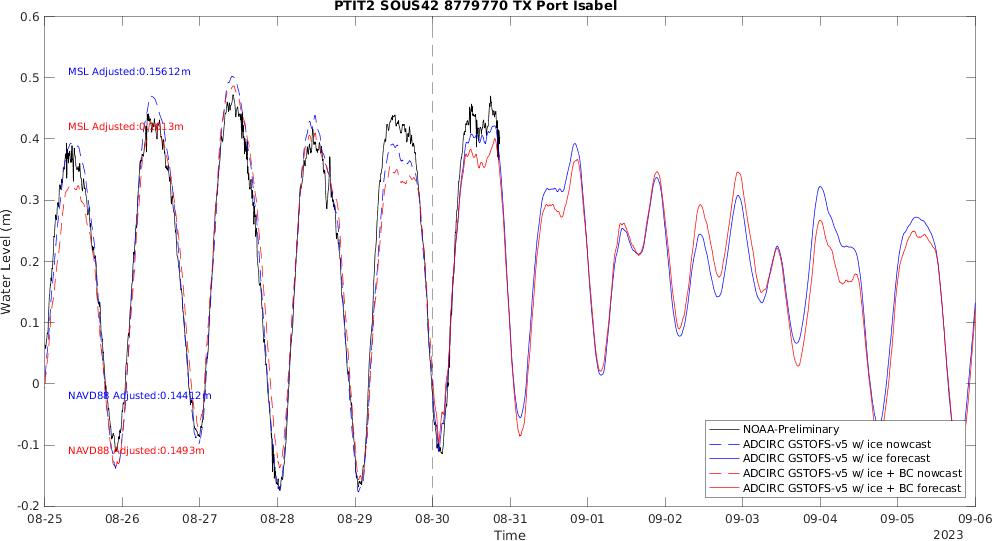 PTIT2 SOUS42 8779770 TX Port Isabel
0.6
0.5
0.4
0.3
0.2
0.1
0
-0.1
-0.2
Water Level (m)
MSL Adjusted:0.15612m
MSL Adjusted:
NAVD88 Adjusted:0.14412m
NAVD88 Adjusted:0.1493m
NOAA-Preliminary
ADCIRC GSTOFS-v5 w/ ice nowcast
ADCIRC GSTOFS-v5 w/ ice forecast
ADCIRC GSTOFS-v5 w/ ice + BC nowcast
ADCIRC GSTOFS-v5 w/ ice + BC forecast
08-25 08-26 08-27 08-28 08-29 08-30 08-31 09-01 09-02 09-03 09-04 09-05 09-06
Time
2023